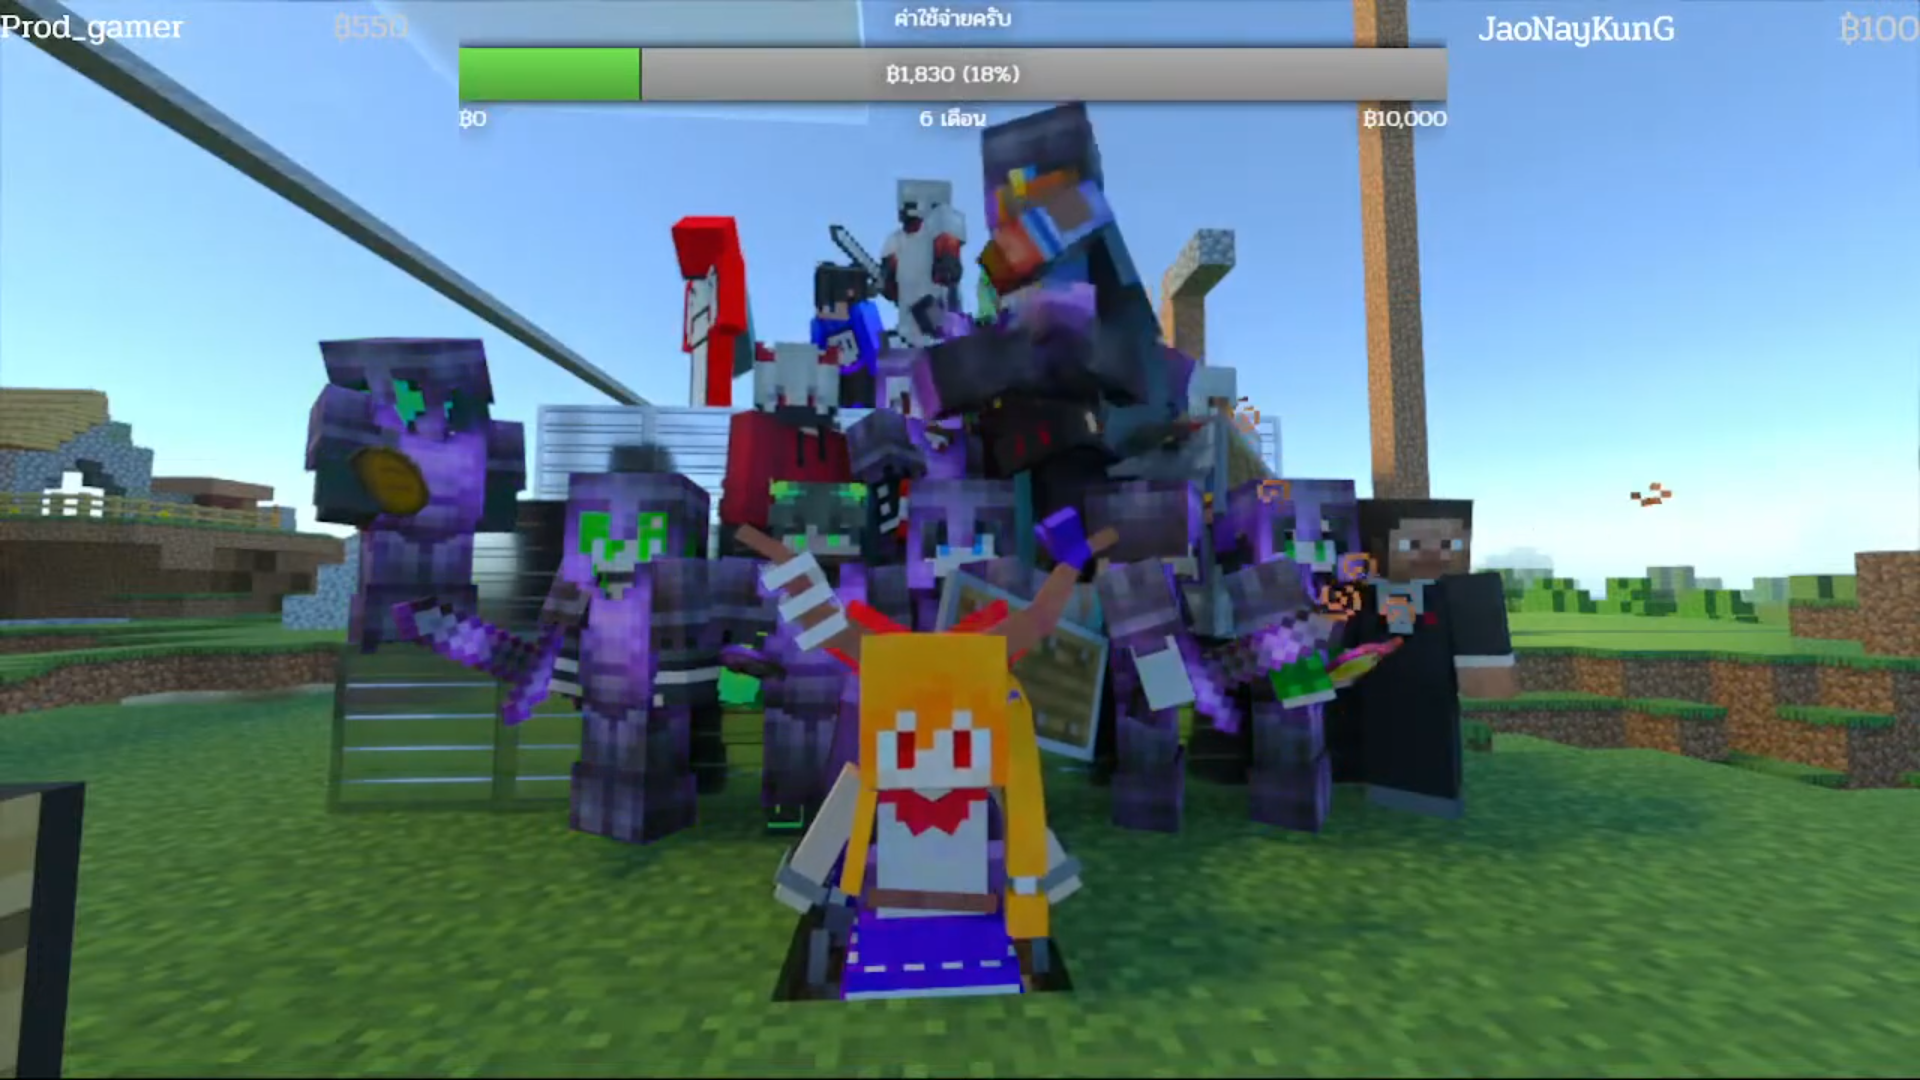 Prod_gamer ฿550
ค่าใช้จ่ายครับ
JaoNayKunG ฿100
฿1,830 (18%)
฿0 6 เดือน ฿10,000